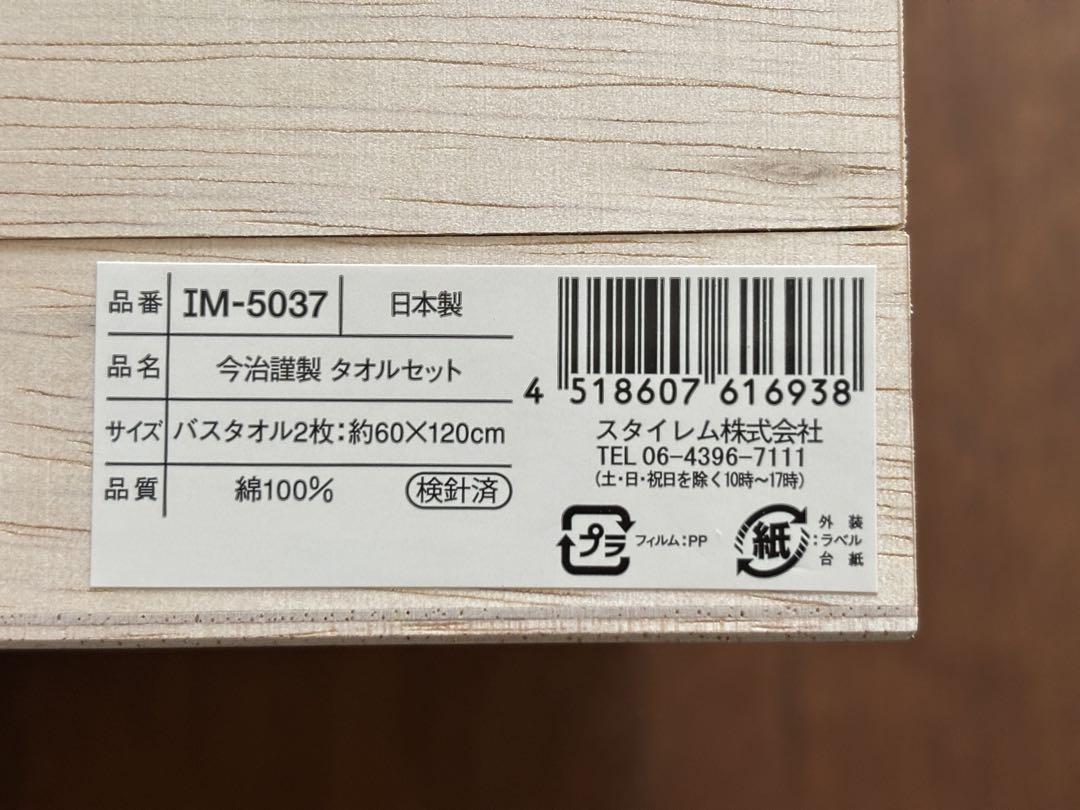 品番 IM-5037 日本製
品名 今治謹製 タオルセット
サイズ バスタオル2枚:約60×120cm
品質 綿100% 検針済
4 518607 616938
スタイレム株式会社
TEL 06-4396-7111
(土・日・祝日を除く10時〜17時)
プラ フィルム:PP
紙 外装:ラベル
台紙